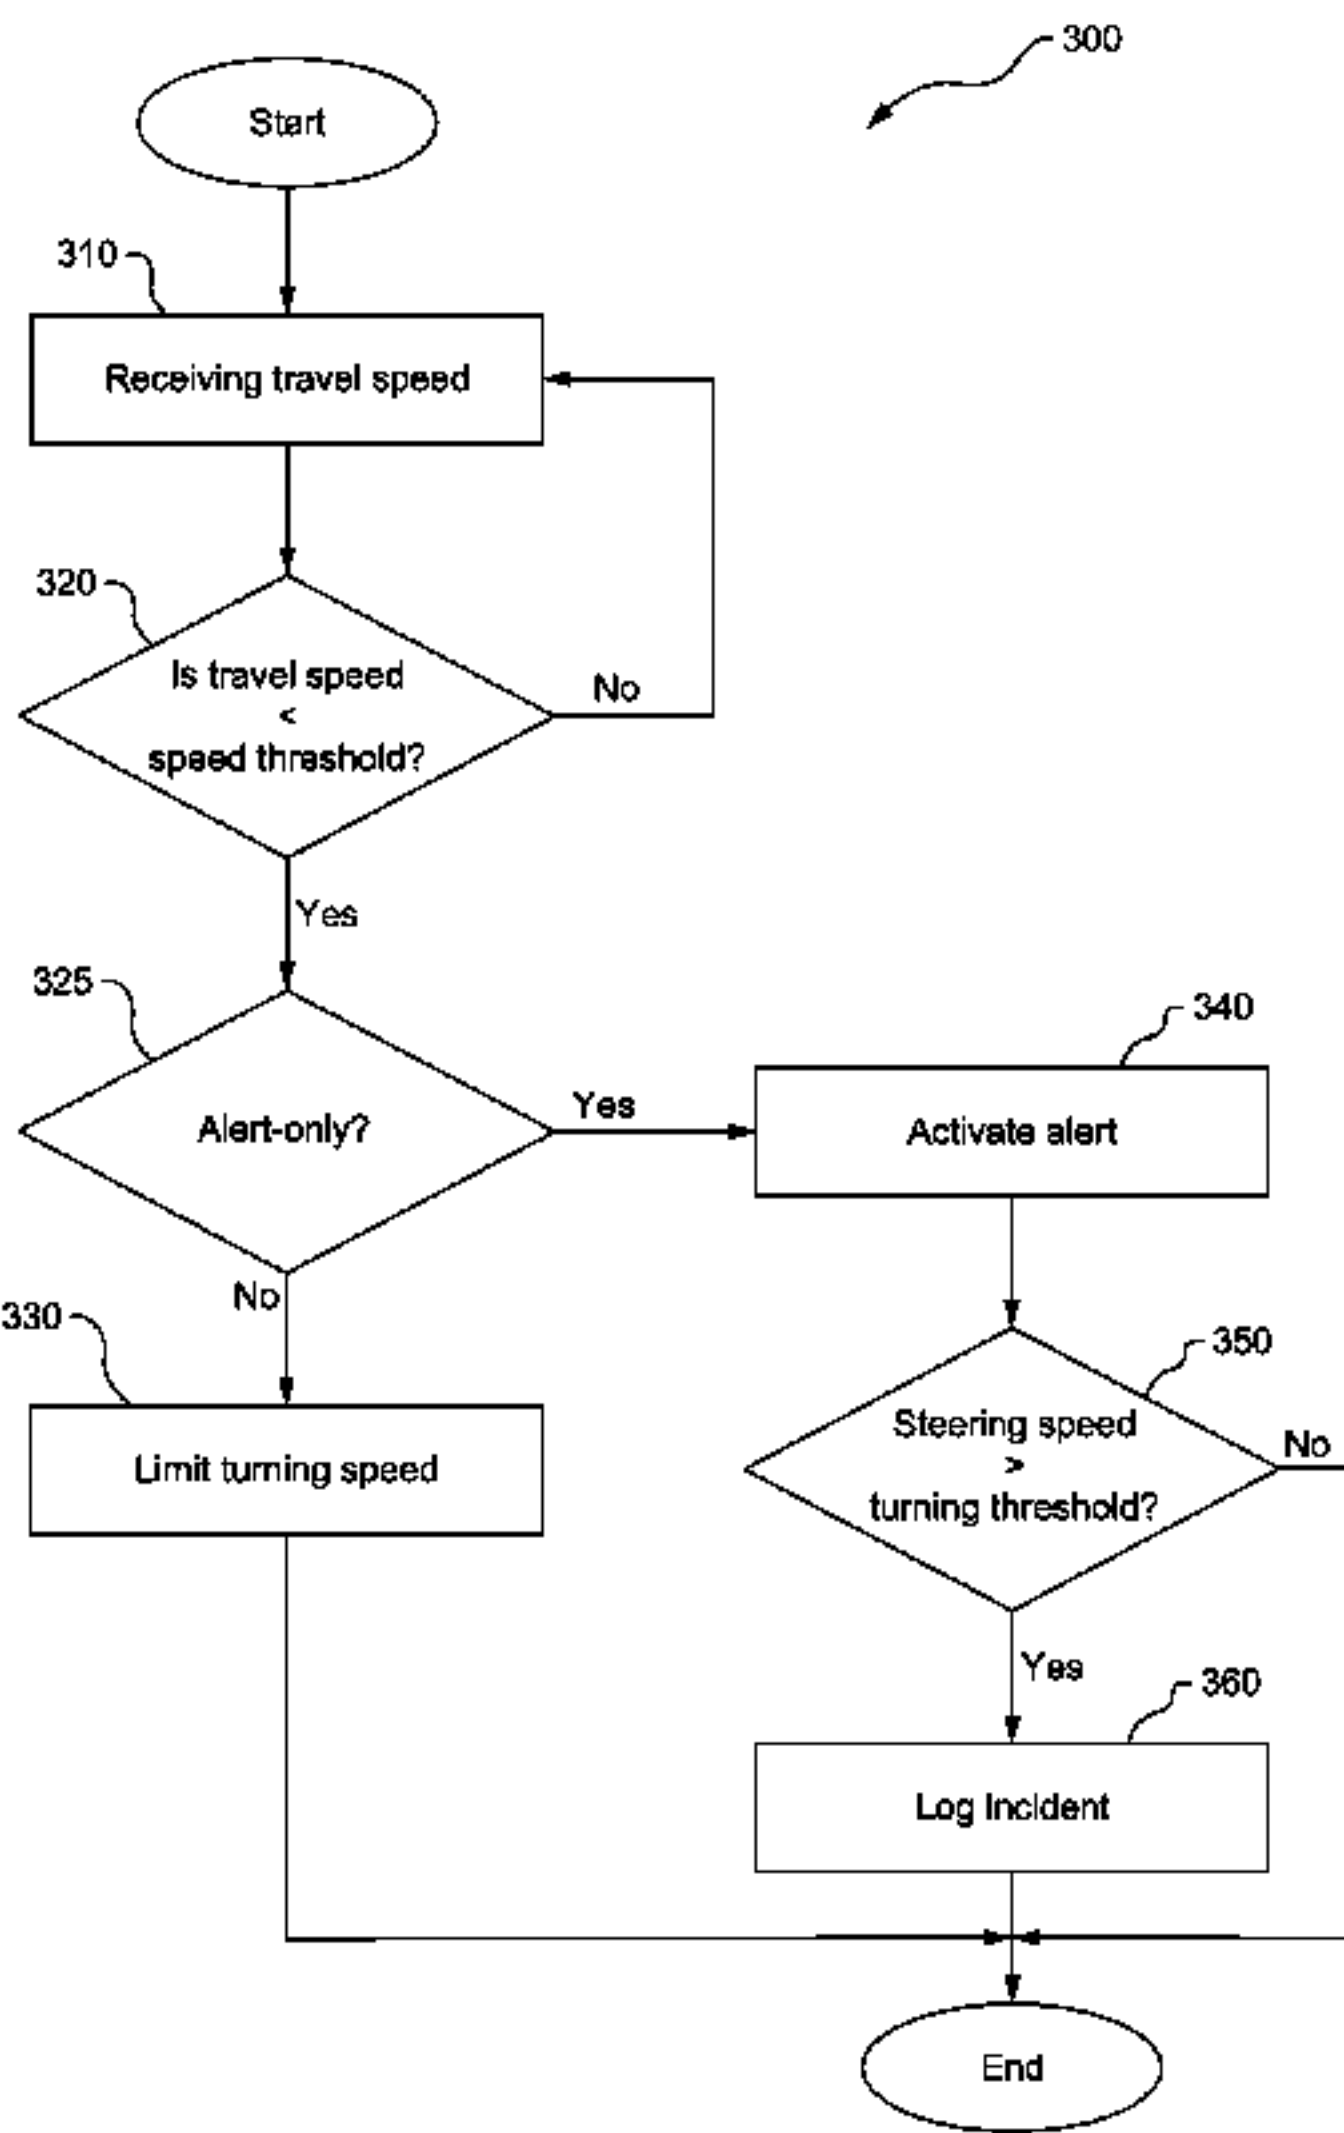 300
Start
310
Receiving travel speed
320
Is travel speed
<
speed threshold?
No
Yes
325
Alert-only?
Yes
340
Activate alert
No
330
Limit turning speed
350
Steering speed
>
turning threshold?
No
Yes
360
Log Incident
End